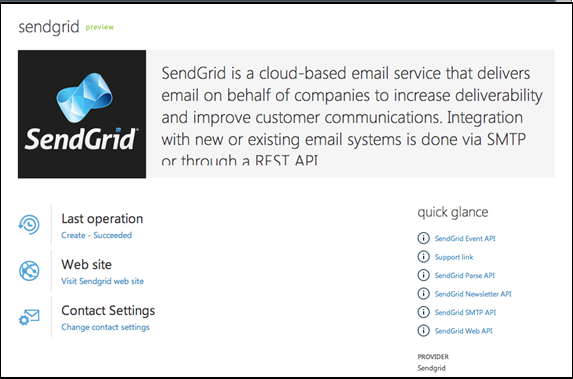 sendgrid preview
SendGrid is a cloud-based email service that delivers
email on behalf of companies to increase deliverability
and improve customer communications. Integration
with new or existing email systems is done via SMTP
or through a REST API
SendGrid
Last operation
Create - Succeeded
Web site
Visit Sendgrid web site
Contact Settings
Change contact settings
quick glance
SendGrid Event API
Support link
SendGrid Parse API
SendGrid Newsletter API
SendGrid SMTP API
SendGrid Web API
PROVIDER
Sendgrid